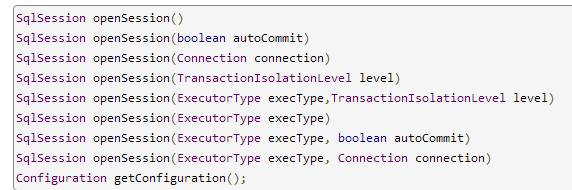 SqlSession openSession()
SqlSession openSession(boolean autoCommit)
SqlSession openSession(Connection connection)
SqlSession openSession(TransactionIsolationLevel level)
SqlSession openSession(ExecutorType execType,TransactionIsolationLevel level)
SqlSession openSession(ExecutorType execType)
SqlSession openSession(ExecutorType execType, boolean autoCommit)
SqlSession openSession(ExecutorType execType, Connection connection)
Configuration getConfiguration();